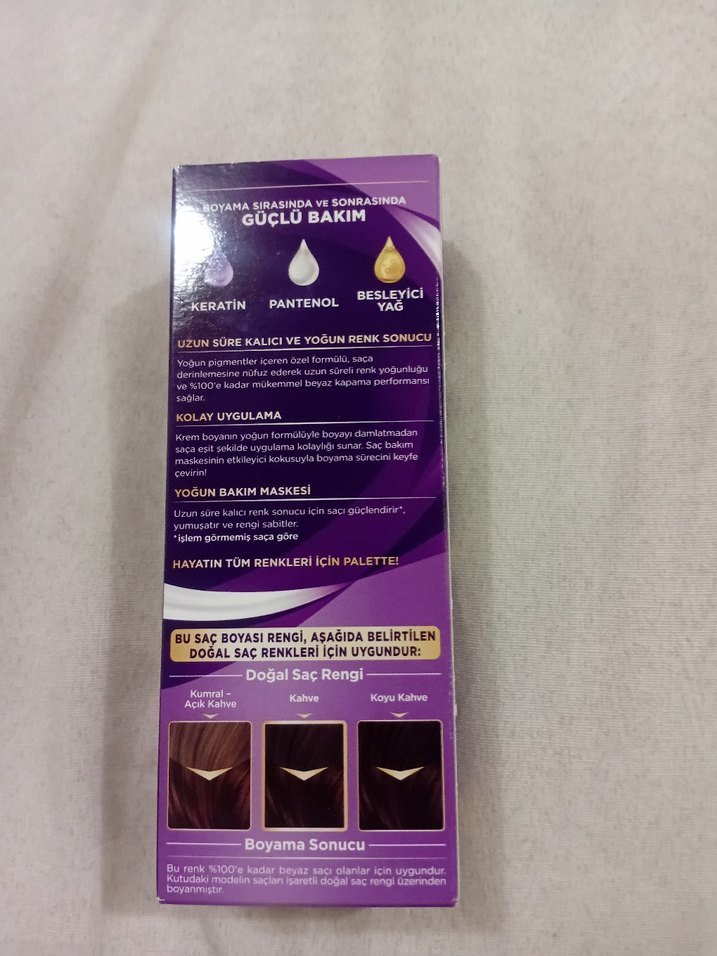 BOYAMA SIRASINDA VE SONRASINDA
GÜÇLÜ BAKIM
KERATİN
PANTENOL
BESLEYİCİ
YAĞ
UZUN SÜRE KALICI VE YOĞUN RENK SONUCU
Yoğun pigmentler içeren özel formülü, saça
derinlemesine nüfuz ederek uzun süreli renk yoğunluğu
ve %100'e kadar mükemmel beyaz kapama performansı
sağlar.
KOLAY UYGULAMA
Krem boyanın yoğun formülüyle boyayı damlatmadan
saça eşit şekilde uygulama kolaylığı sunar. Saç bakım
maskesinin etkileyici kokusuyla boyama sürecini keyfe
çevirin!
YOĞUN BAKIM MASKESİ
Uzun süre kalıcı renk sonucu için saçı güçlendirir*,
yumuşatır ve rengi sabitler.
*İşlem görmemiş saça göre
HAYATIN TÜM RENKLERİ İÇİN PALETTE!
BU SAÇ BOYASI RENGİ, AŞAĞIDA BELİRTİLEN
DOĞAL SAÇ RENKLERİ İÇİN UYGUNDUR:
Doğal Saç Rengi
Kumral –
Açık Kahve
Kahve
Koyu Kahve
Boyama Sonucu
Bu renk %100'e kadar beyaz saçı olanlar için uygundur.
Kutudaki modelin saçları işaretli doğal saç rengi üzerinden
boyanmıştır.